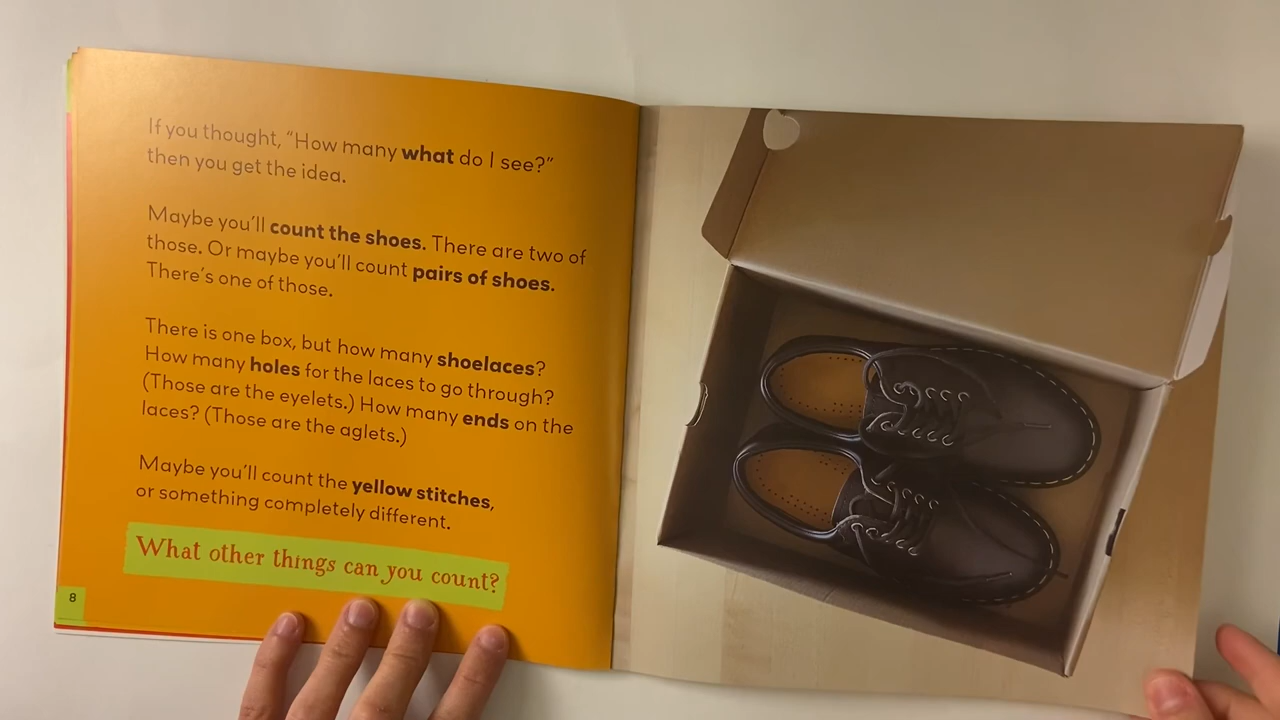 If you thought, “How many what do I see?”
then you get the idea.
Maybe you’ll count the shoes. There are two of
those. Or maybe you’ll count pairs of shoes.
There’s one of those.
There is one box, but how many shoelaces?
How many holes for the laces to go through?
(Those are the eyelets.) How many ends on the
laces? (Those are the aglets.)
Maybe you’ll count the yellow stitches,
or something completely different.
What other things can you count?
8